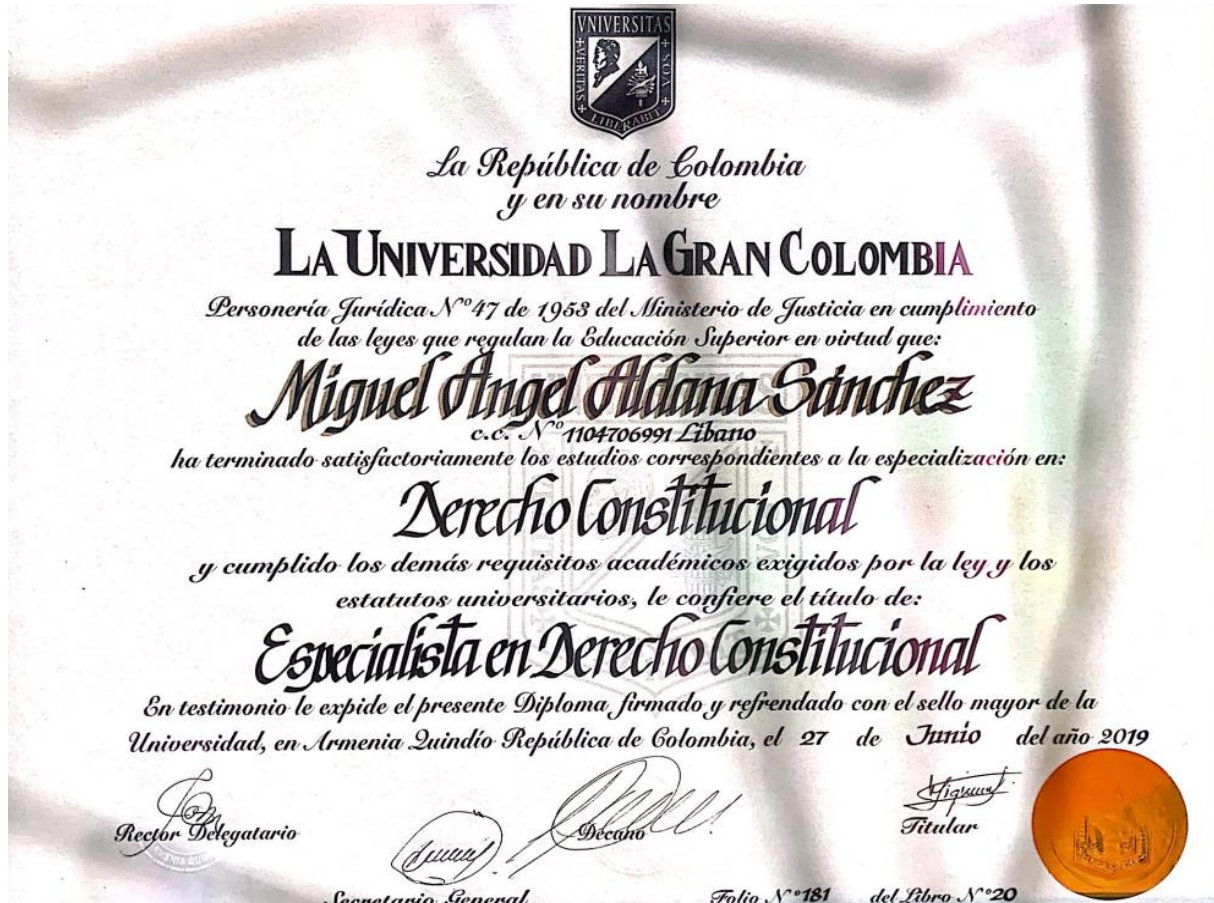 VNIVERSITAS
VERITAS
LIBERABIT
VOS
La República de Colombia
y en su nombre
LA UNIVERSIDAD LA GRAN COLOMBIA
Personería Jurídica N°47 de 1953 del Ministerio de Justicia en cumplimiento
de las leyes que regulan la Educación Superior en virtud que:
Miguel Angel Aldana Sánchez
c.c. N° 1104706991 Líbano
ha terminado satisfactoriamente los estudios correspondientes a la especialización en:
Derecho Constitucional
y cumplido los demás requisitos académicos exigidos por la ley y los
estatutos universitarios, le confiere el título de:
Especialista en Derecho Constitucional
En testimonio le expide el presente Diploma firmado y refrendado con el sello mayor de la
Universidad, en Armenia Quindío República de Colombia, el 27 de Junio del año 2019
Rector Delegatario
Decano
Titular
Secretario General
Folio N°181 del Libro N°20